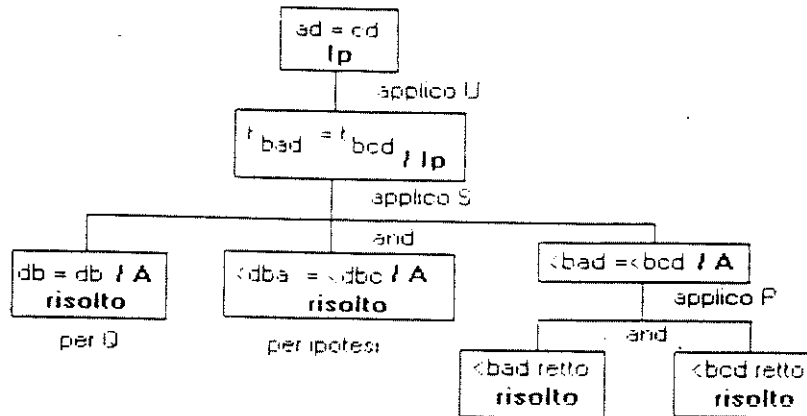 ad = cd
Ip
applico U
t bad = t bcd / Ip
applico S
and
db = db / A
risolto
per Q
<dba = <dbc / A
risolto
per ipotesi
<bad = <bcd / A
applico P
and
<bad retto
risolto
<bcd retto
risolto